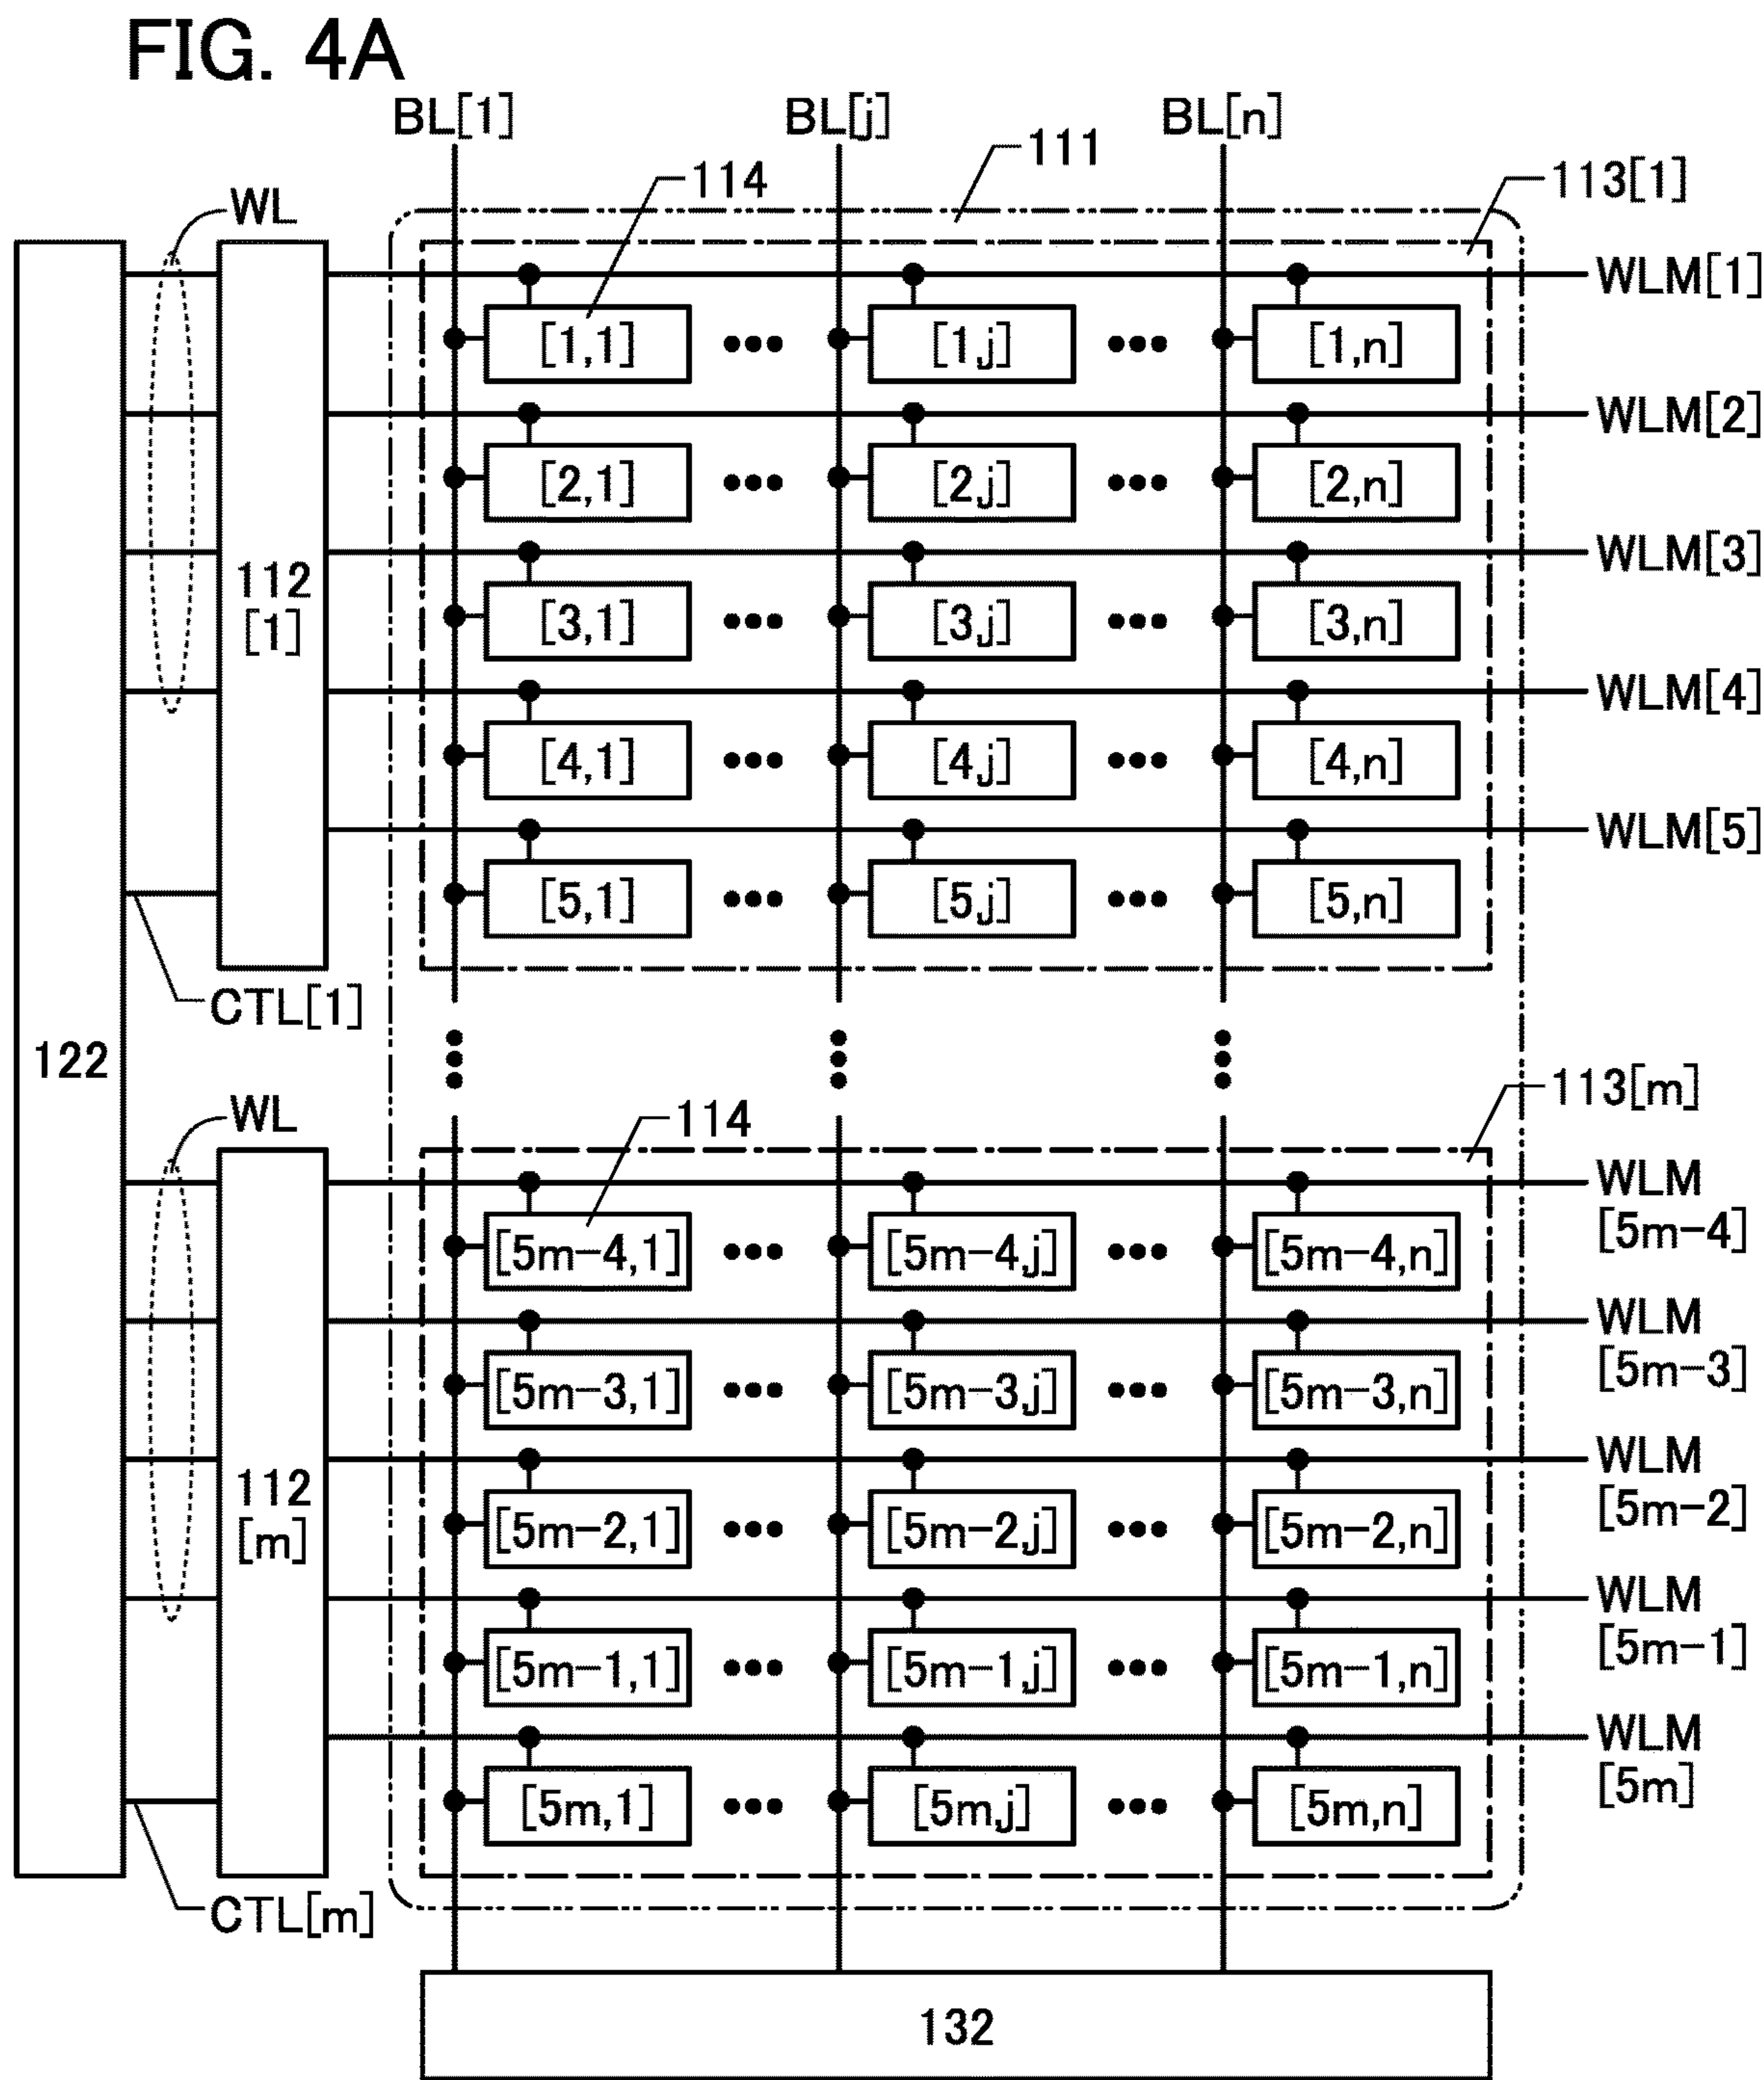 FIG. 4A
BL[1] BL[j] BL[n]
111
114 113[1]
WL
WLM[1]
[1,1] ••• [1,j] ••• [1,n]
WLM[2]
[2,1] ••• [2,j] ••• [2,n]
WLM[3]
112
[1]
[3,1] ••• [3,j] ••• [3,n]
WLM[4]
[4,1] ••• [4,j] ••• [4,n]
WLM[5]
[5,1] ••• [5,j] ••• [5,n]
CTL[1]
122
113[m]
WL 114
WLM
[5m-4]
[5m-4,1] ••• [5m-4,j] ••• [5m-4,n]
WLM
[5m-3]
[5m-3,1] ••• [5m-3,j] ••• [5m-3,n]
WLM
[5m-2]
112
[m]
[5m-2,1] ••• [5m-2,j] ••• [5m-2,n]
WLM
[5m-1]
[5m-1,1] ••• [5m-1,j] ••• [5m-1,n]
WLM
[5m]
[5m,1] ••• [5m,j] ••• [5m,n]
CTL[m]
132